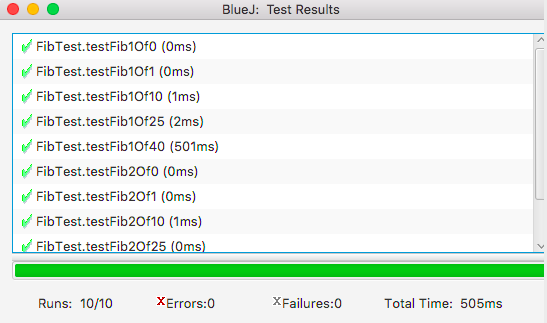 BlueJ: Test Results
FibTest.testFib1Of0 (0ms)
FibTest.testFib1Of1 (0ms)
FibTest.testFib1Of10 (1ms)
FibTest.testFib1Of25 (2ms)
FibTest.testFib1Of40 (501ms)
FibTest.testFib2Of0 (0ms)
FibTest.testFib2Of1 (0ms)
FibTest.testFib2Of10 (1ms)
FibTest.testFib2Of25 (0ms)
Runs: 10/10 XErrors:0 XFailures:0 Total Time: 505ms